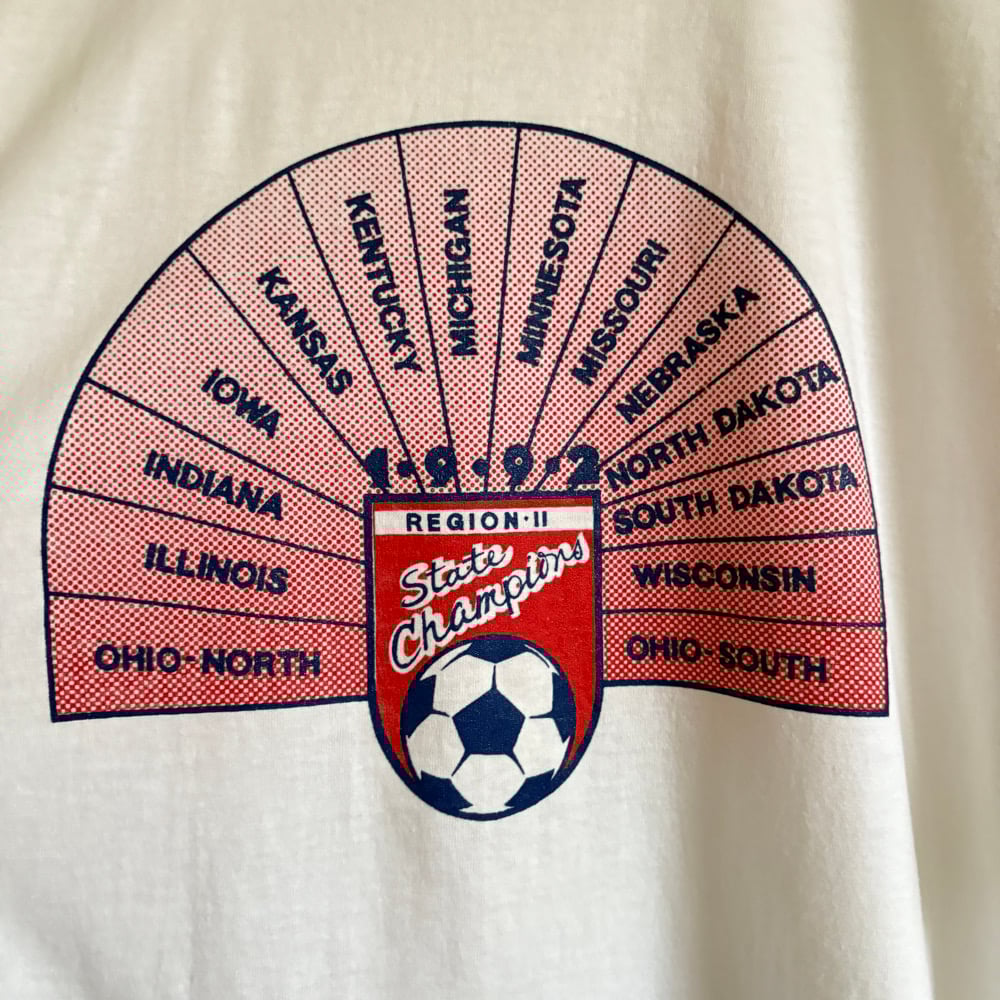 OHIO-NORTH
ILLINOIS
INDIANA
IOWA
KANSAS
KENTUCKY
MICHIGAN
MINNESOTA
MISSOURI
NEBRASKA
NORTH DAKOTA
SOUTH DAKOTA
WISCONSIN
OHIO-SOUTH
1·9·9·2
REGION·II
State
Champions